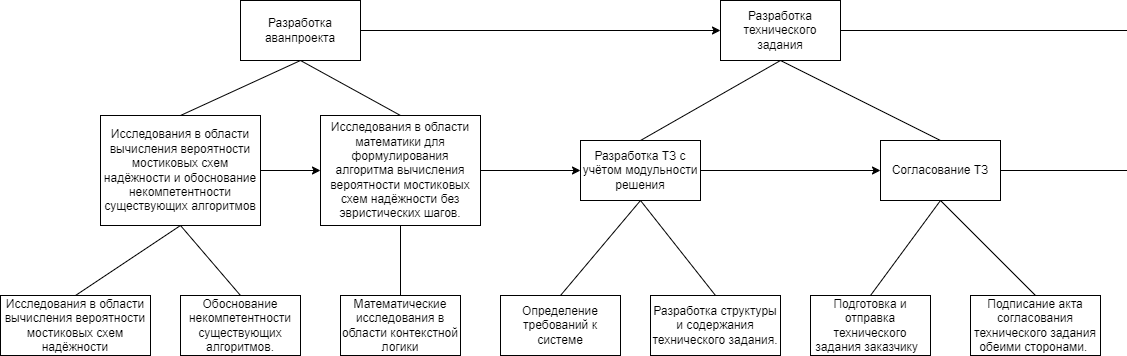 Разработка
аванпроекта
Разработка
технического
задания
Исследования в области
вычисления вероятности
мостиковых схем
надёжности и обоснование
некомпетентности
существующих алгоритмов
Исследования в области
математики для
формулирования
алгоритма вычисления
вероятности мостиковых
схем надёжности без
эвристических шагов.
Разработка ТЗ с
учётом модульности
решения
Согласование ТЗ
Исследования в области
вычисления вероятности
мостиковых схем
надёжности
Обоснование
некомпетентности
существующих
алгоритмов.
Математические
исследования в
области контекстной
логики
Определение
требований к
системе
Разработка структуры
и содержания
технического задания.
Подготовка и
отправка
технического
задания заказчику
Подписание акта
согласования
технического задания
обеими сторонами.